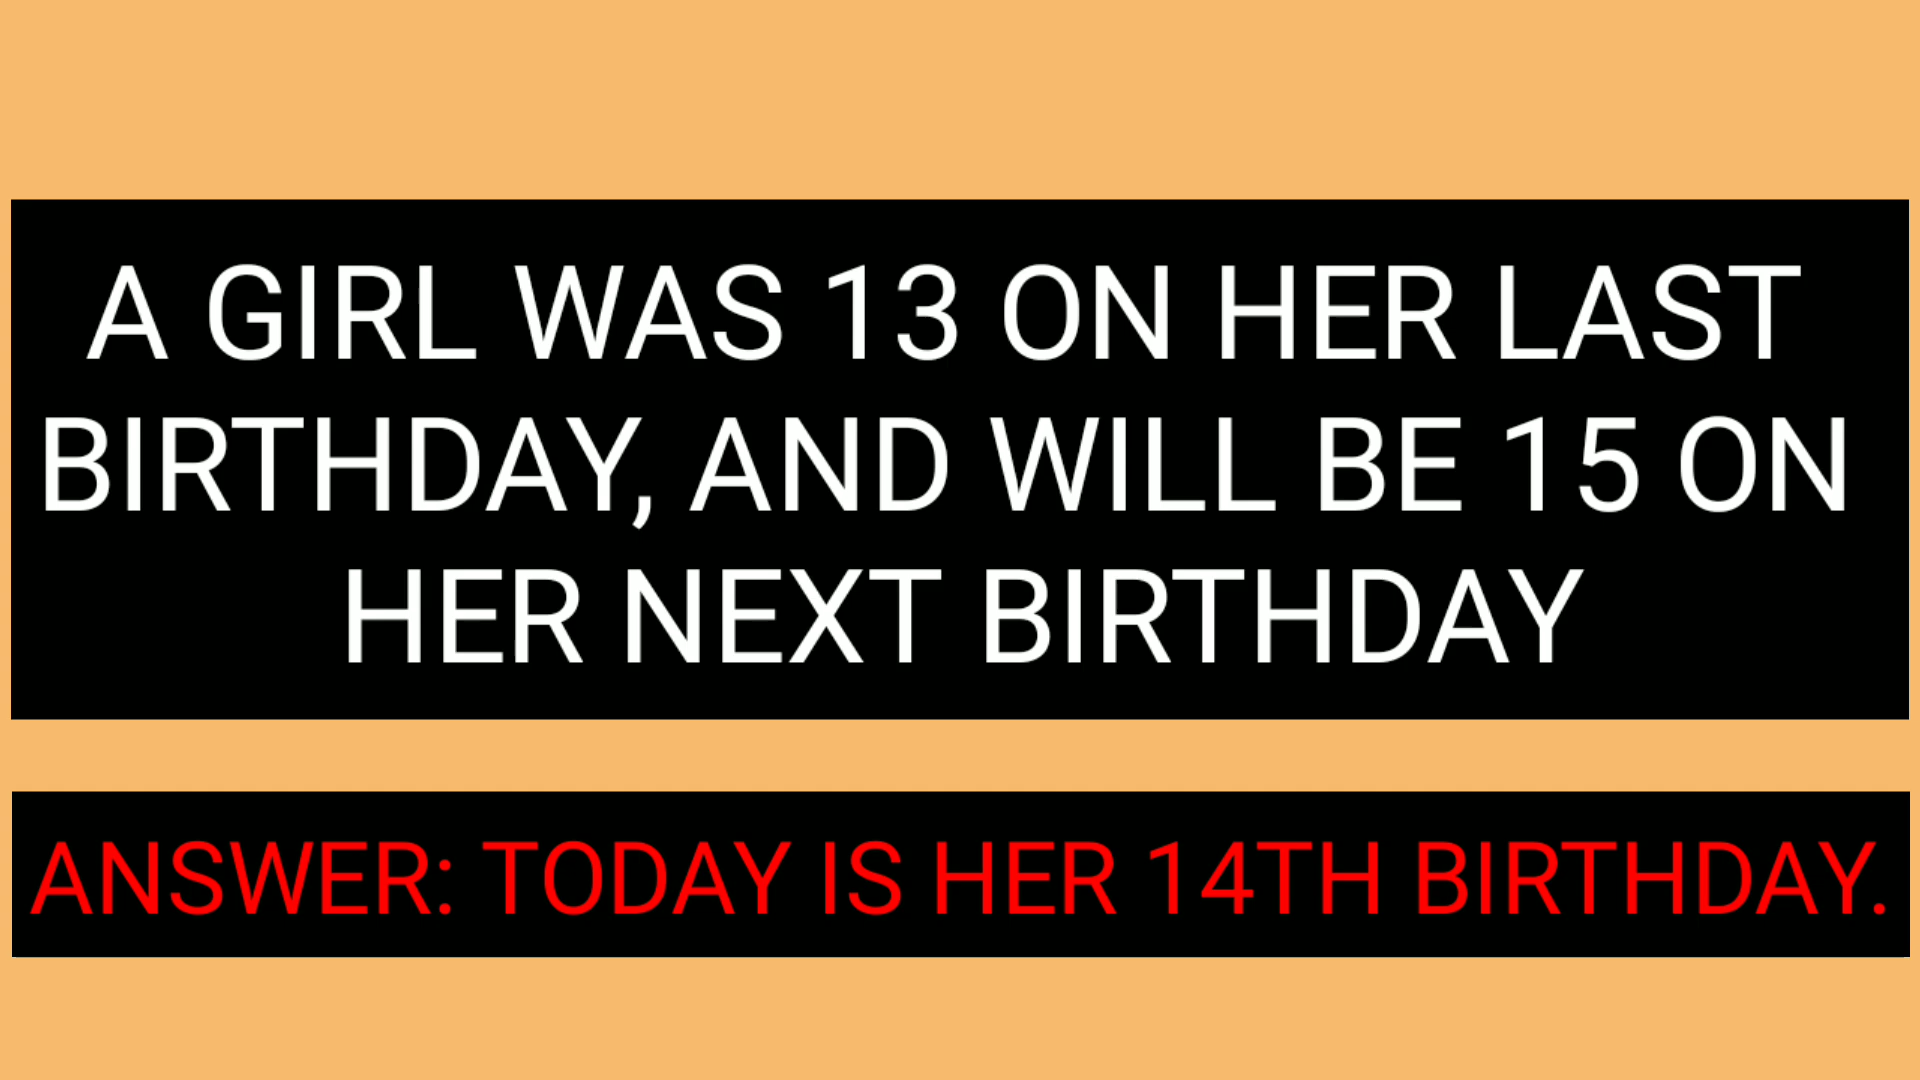 A GIRL WAS 13 ON HER LAST
BIRTHDAY, AND WILL BE 15 ON
HER NEXT BIRTHDAY
ANSWER: TODAY IS HER 14TH BIRTHDAY.